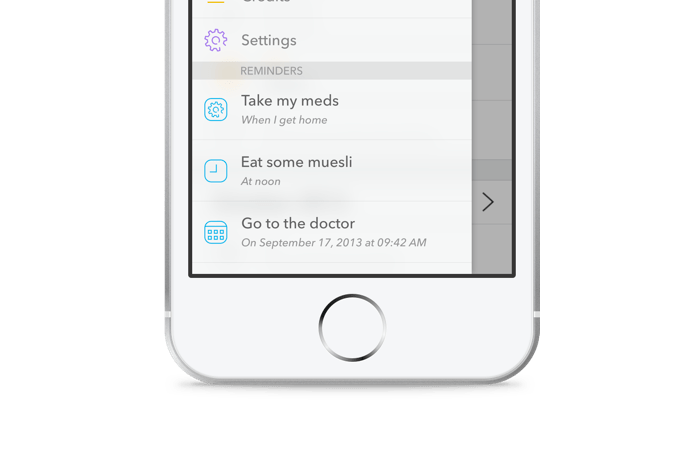 Credits
Settings
REMINDERS
Take my meds
When I get home
Eat some muesli
At noon
Go to the doctor
On September 17, 2013 at 09:42 AM